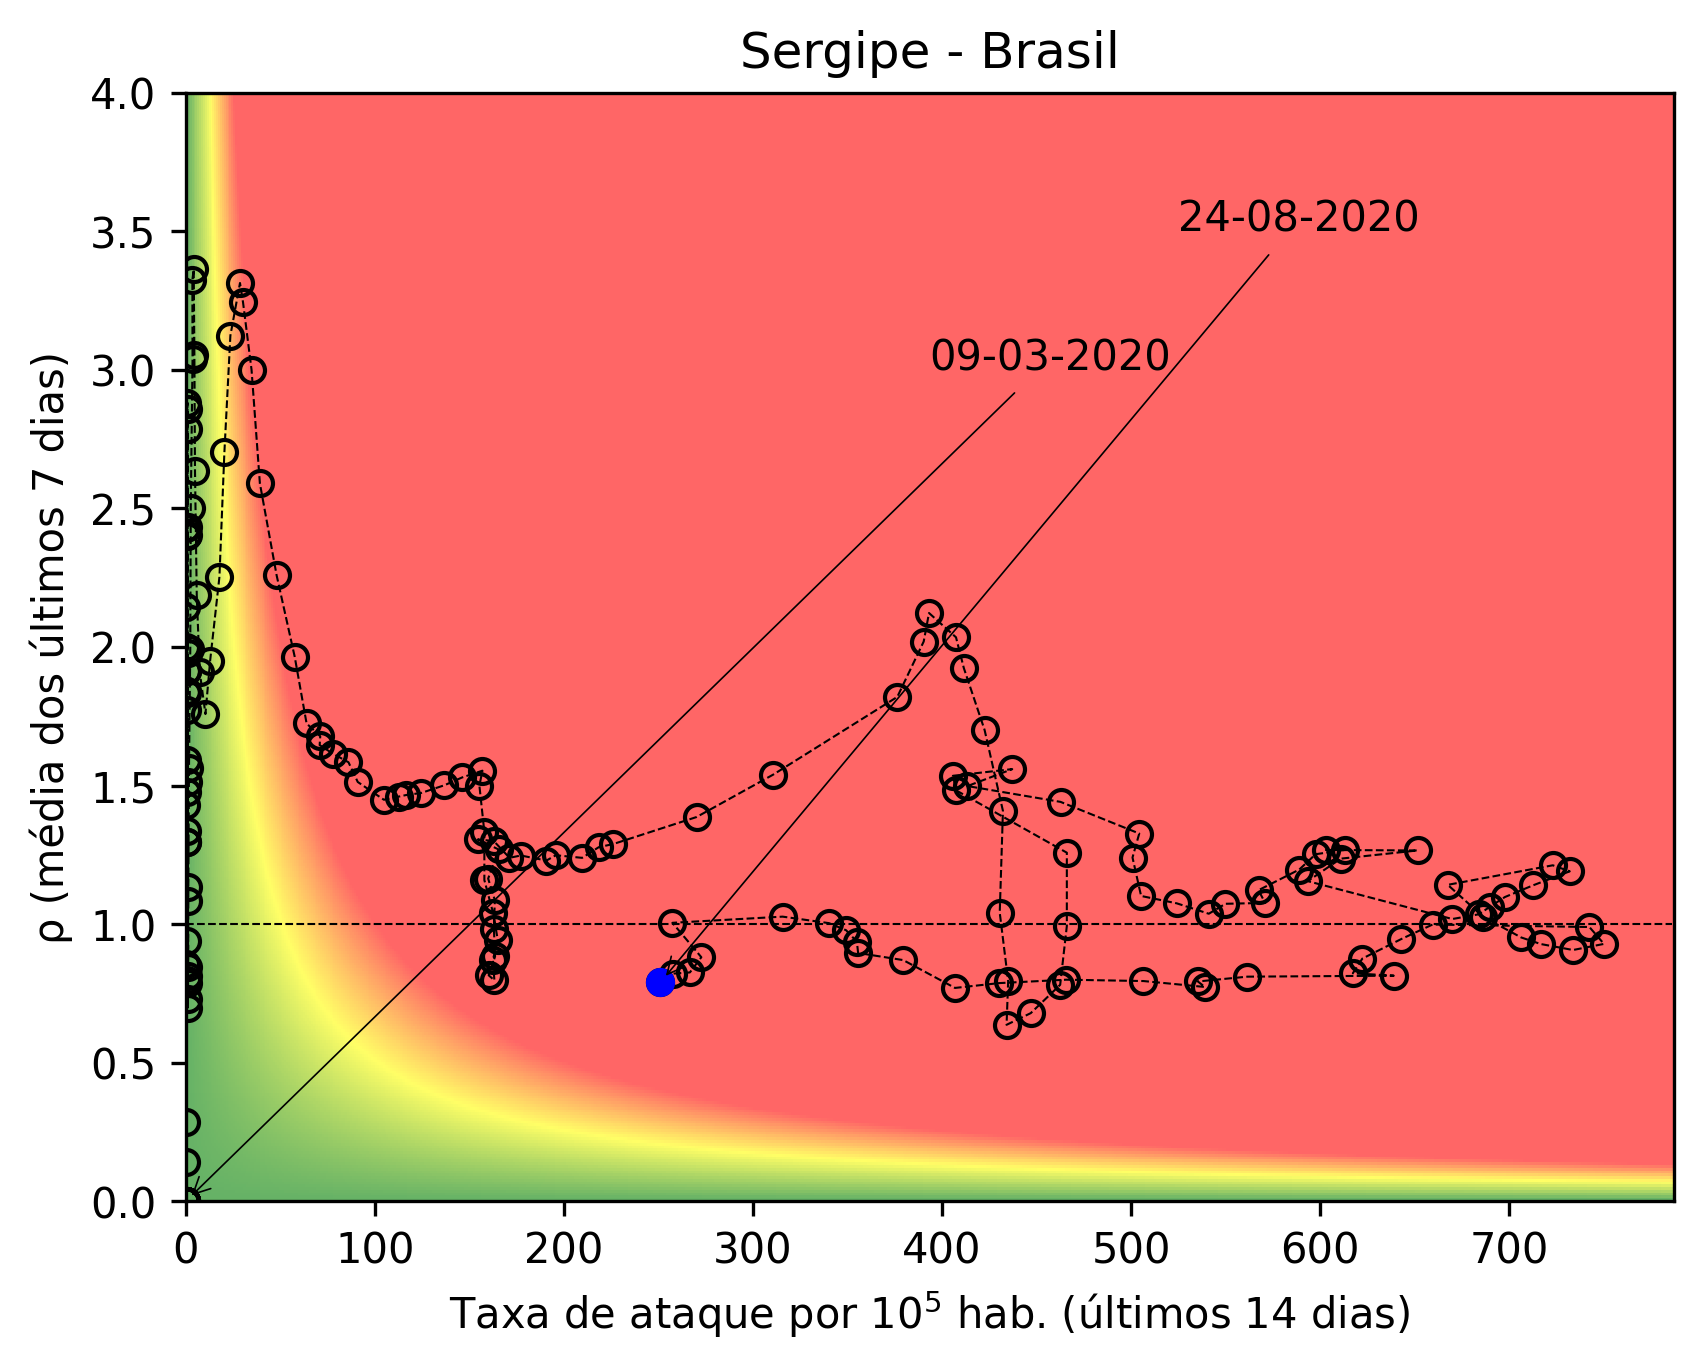 Sergipe - Brasil
4.0
3.5
3.0
2.5
2.0
1.5
1.0
0.5
0.0
ρ (média dos últimos 7 dias)
24-08-2020
09-03-2020
0 100 200 300 400 500 600 700
Taxa de ataque por 10⁵ hab. (últimos 14 dias)